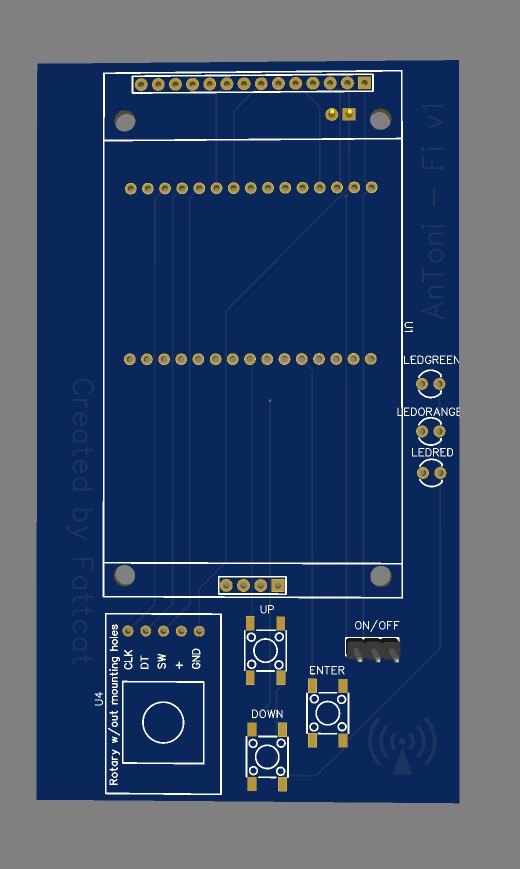 AnToni - Fi v1
U1
LEDGREEN
LEDORANGE
LEDRED
Created by Fattcat
UP
ON/OFF
CLK
DT
SW
+
GND
ENTER
U4
Rotary w/out mounting holes
DOWN